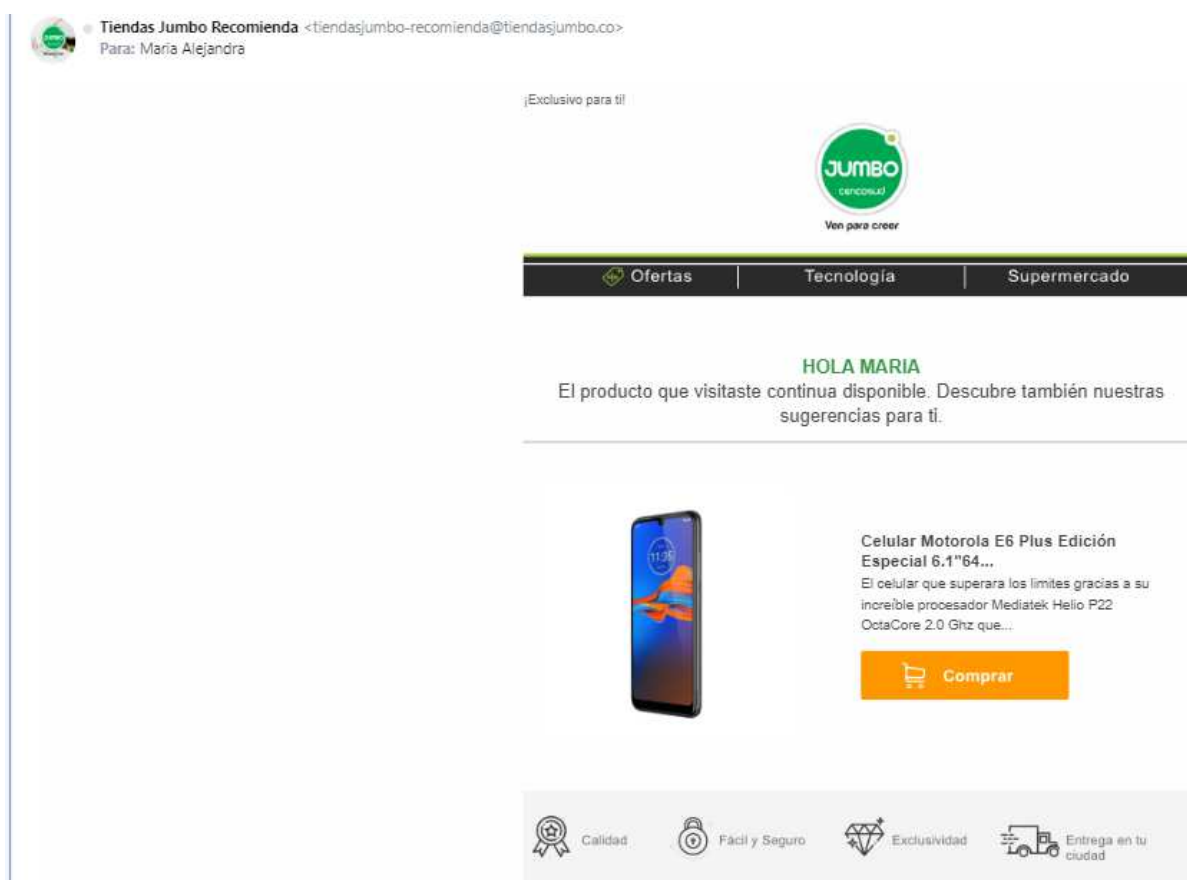 Tiendas Jumbo Recomienda <tiendasjumbo-recomienda@tiendasjumbo.co>
Para: Maria Alejandra
¡Exclusivo para ti!
JUMBO
cencosud
Ven para creer
Ofertas | Tecnología | Supermercado
HOLA MARIA
El producto que visitaste continua disponible. Descubre también nuestras
sugerencias para ti.
11:35
Celular Motorola E6 Plus Edición
Especial 6.1"64...
El celular que superara los limites gracias a su
increíble procesador Mediatek Helio P22
OctaCore 2.0 Ghz que...
Comprar
Calidad
Fácil y Seguro
Exclusividad
Entrega en tu
ciudad